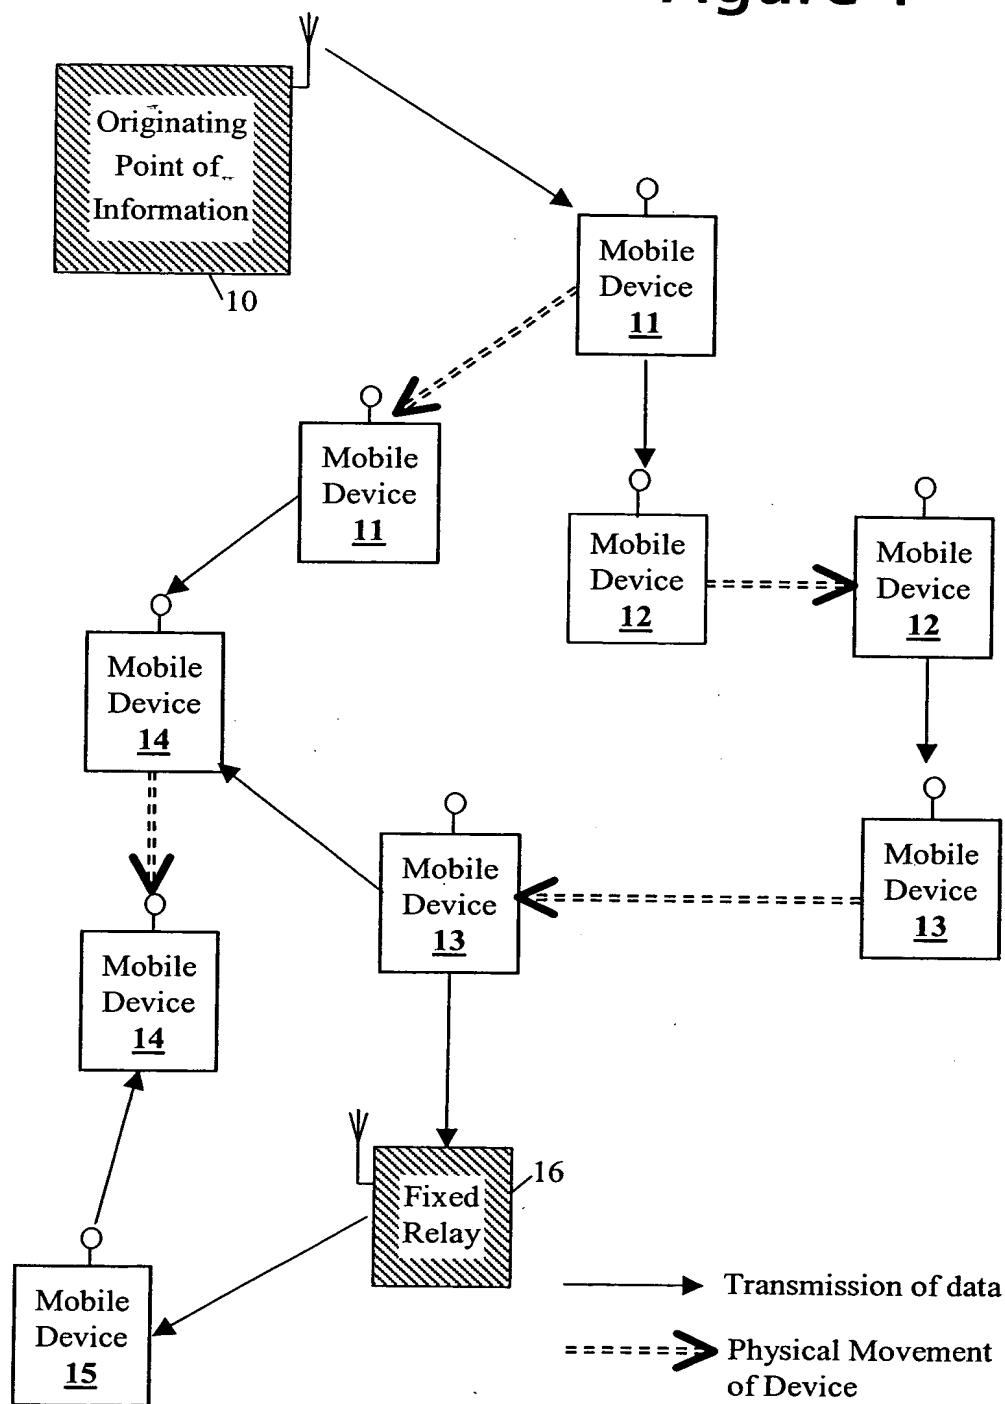 Originating
Point of
Information
10
Mobile
Device
11
Mobile
Device
11
Mobile
Device
12
Mobile
Device
12
Mobile
Device
14
Mobile
Device
13
Mobile
Device
13
Mobile
Device
14
Fixed
Relay
16
Mobile
Device
15
Transmission of data
Physical Movement
of Device